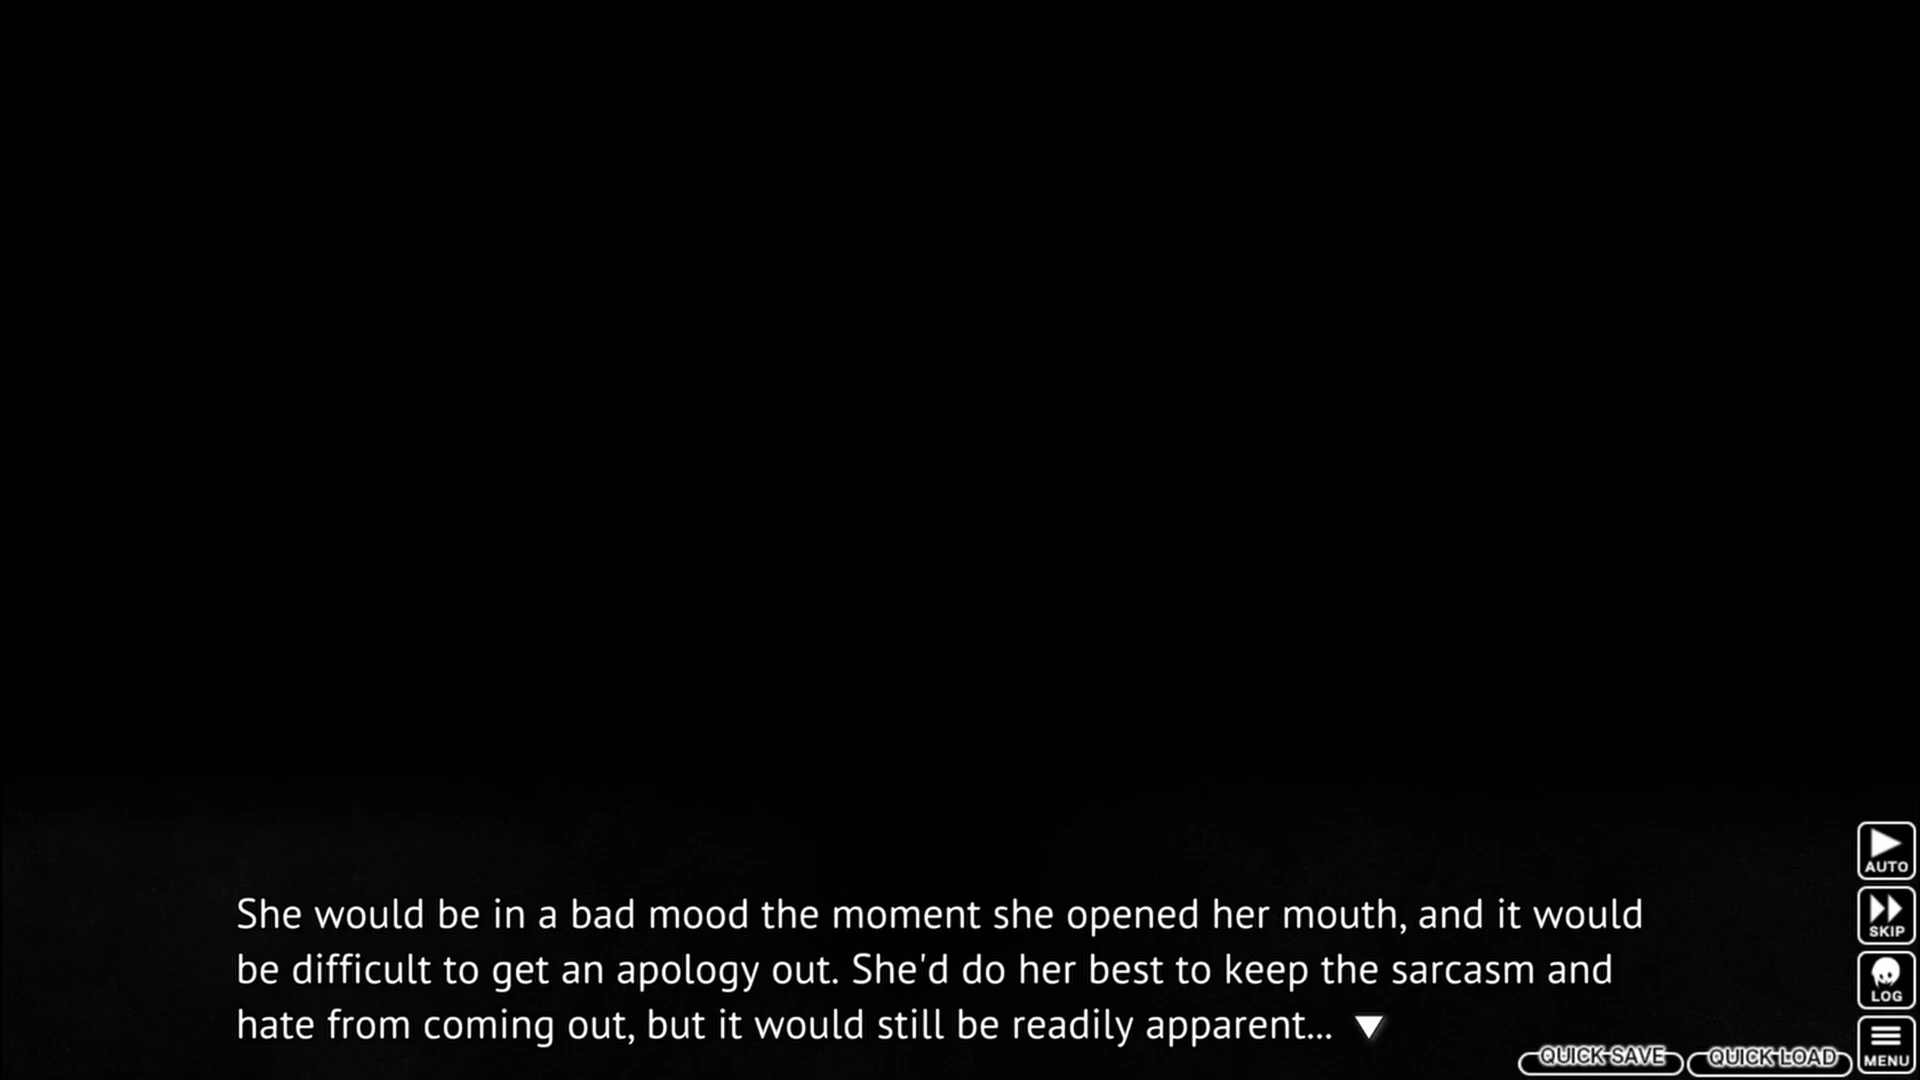 She would be in a bad mood the moment she opened her mouth, and it would
be difficult to get an apology out. She'd do her best to keep the sarcasm and
hate from coming out, but it would still be readily apparent...
AUTO
SKIP
LOG
MENU
QUICK SAVE
QUICK LOAD